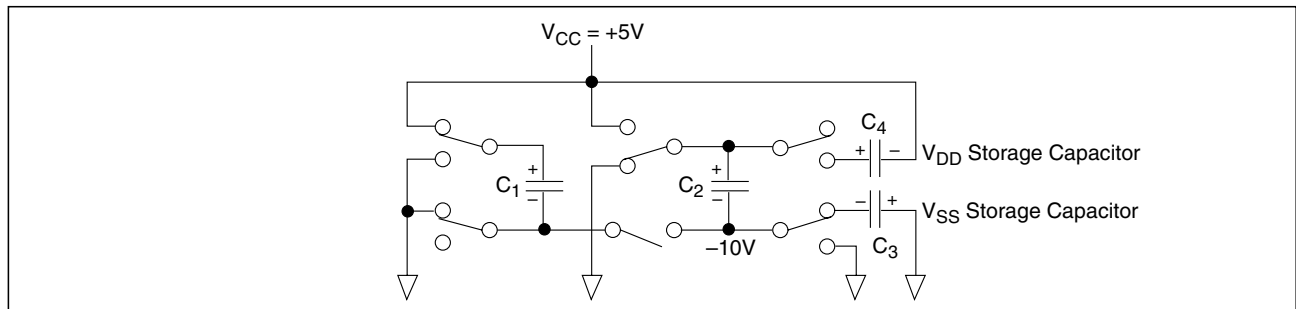 VCC = +5V
C4
+ –
VDD Storage Capacitor
+
C1
–
+
C2
–
– +
VSS Storage Capacitor
–10V
C3